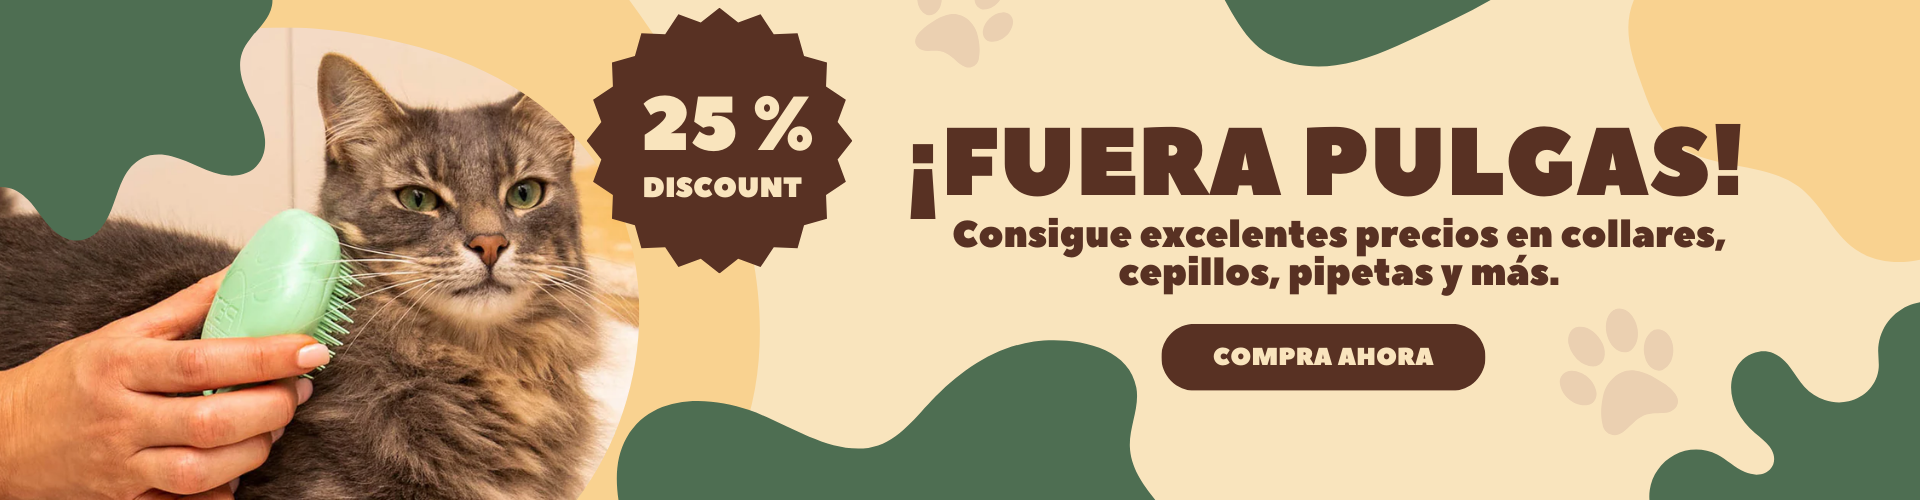 25 %
DISCOUNT
¡FUERA PULGAS!
Consigue excelentes precios en collares,
cepillos, pipetas y más.
COMPRA AHORA